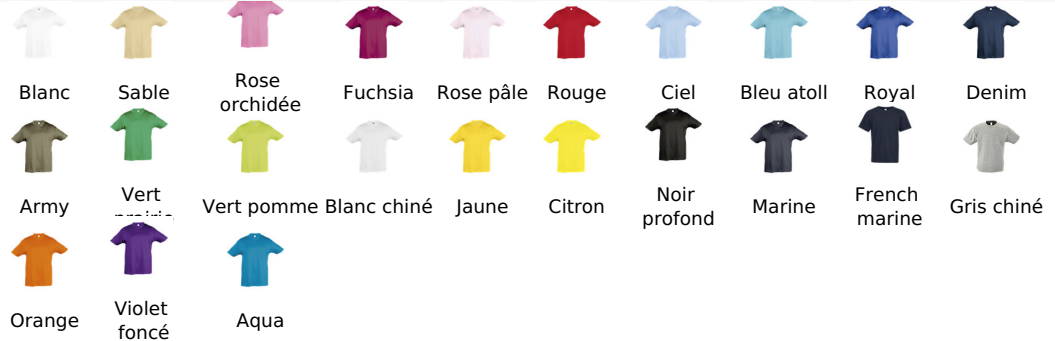 Blanc
Sable
Rose
orchidée
Fuchsia
Rose pâle
Rouge
Ciel
Bleu atoll
Royal
Denim
Army
Vert
Vert pomme
Blanc chiné
Jaune
Citron
Noir
profond
Marine
French
marine
Gris chiné
Orange
Violet
foncé
Aqua